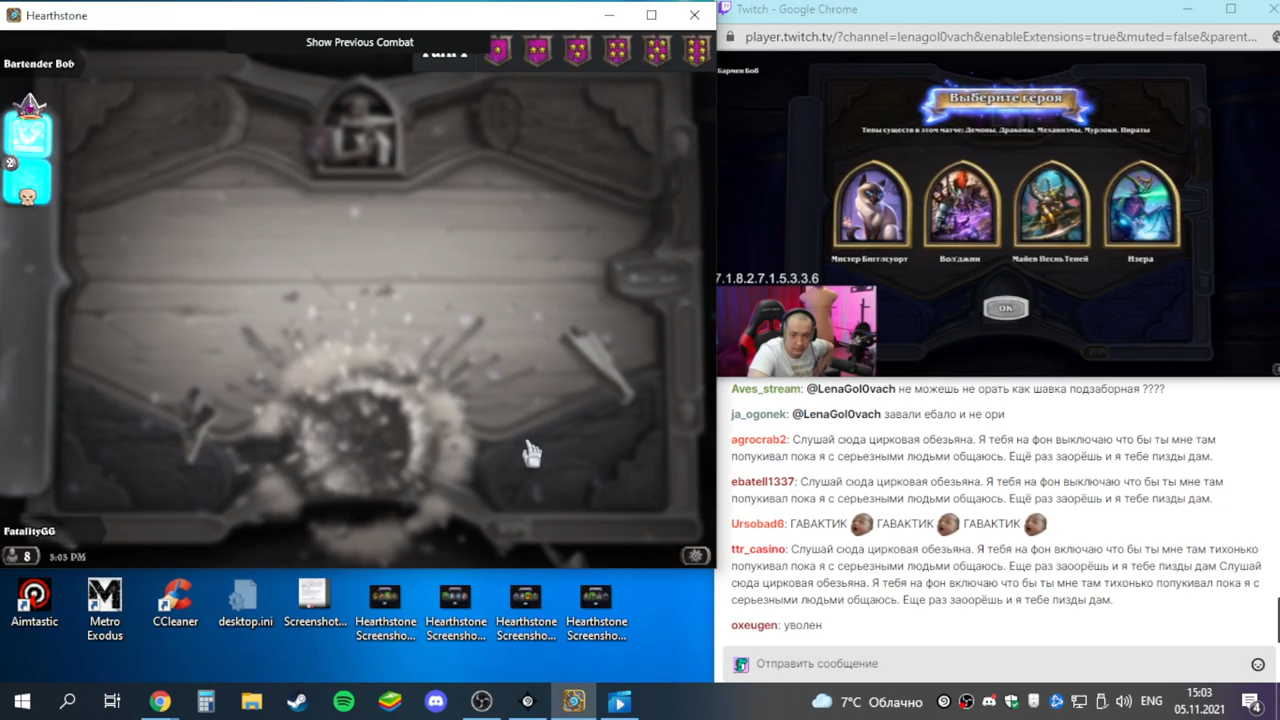 Hearthstone
Show Previous Combat
Bartender Bob
2
FatalityGG
8
3:03 PM
Aimtastic
Metro
Exodus
CCleaner
desktop.ini
Screenshot...
Hearthstone
Screensho...
Hearthstone
Screensho...
Hearthstone
Screensho...
Hearthstone
Screensho...
Twitch - Google Chrome
player.twitch.tv/?channel=lenagol0vach&enableExtensions=true&muted=false&parent...
Бармен Боб
Выберите героя
Типы существ в этом матче: Демоны, Драконы, Механизмы, Мурлоки, Пираты
Мистер Бигглсуорт
Вол'джин
Майев Песнь Теней
Изера
ОК
7.1.8.2.7.1.5.3.3.6
Aves_stream: @LenaGol0vach не можешь не орать как шавка подзаборная ????
ja_ogonek: @LenaGol0vach завали ебало и не ори
agrocrab2: Слушай сюда цирковая обезьяна. Я тебя на фон выключаю что бы ты мне там
попукивал пока я с серьезными людьми общаюсь. Ещё раз заорёшь и я тебе пизды дам.
ebatell1337: Слушай сюда цирковая обезьяна. Я тебя на фон выключаю что бы ты мне там
попукивал пока я с серьезными людьми общаюсь. Ещё раз заорёшь и я тебе пизды дам.
Ursobad6: ГАВАКТИК ГАВАКТИК ГАВАКТИК
ttr_casino: Слушай сюда цирковая обезьяна. Я тебя на фон включаю что бы ты мне там тихонько
попукивал пока я с серьезными людьми общаюсь. Еще раз заоорёшь и я тебе пизды дам Слушай
сюда цирковая обезьяна. Я тебя на фон включаю что бы ты мне там тихонько попукивал пока я с
серьезными людьми общаюсь. Еще раз заоорёшь и я тебе пизды дам.
oxeugen: уволен
Отправить сообщение
7°C Облачно
ENG
15:03
05.11.2021
4